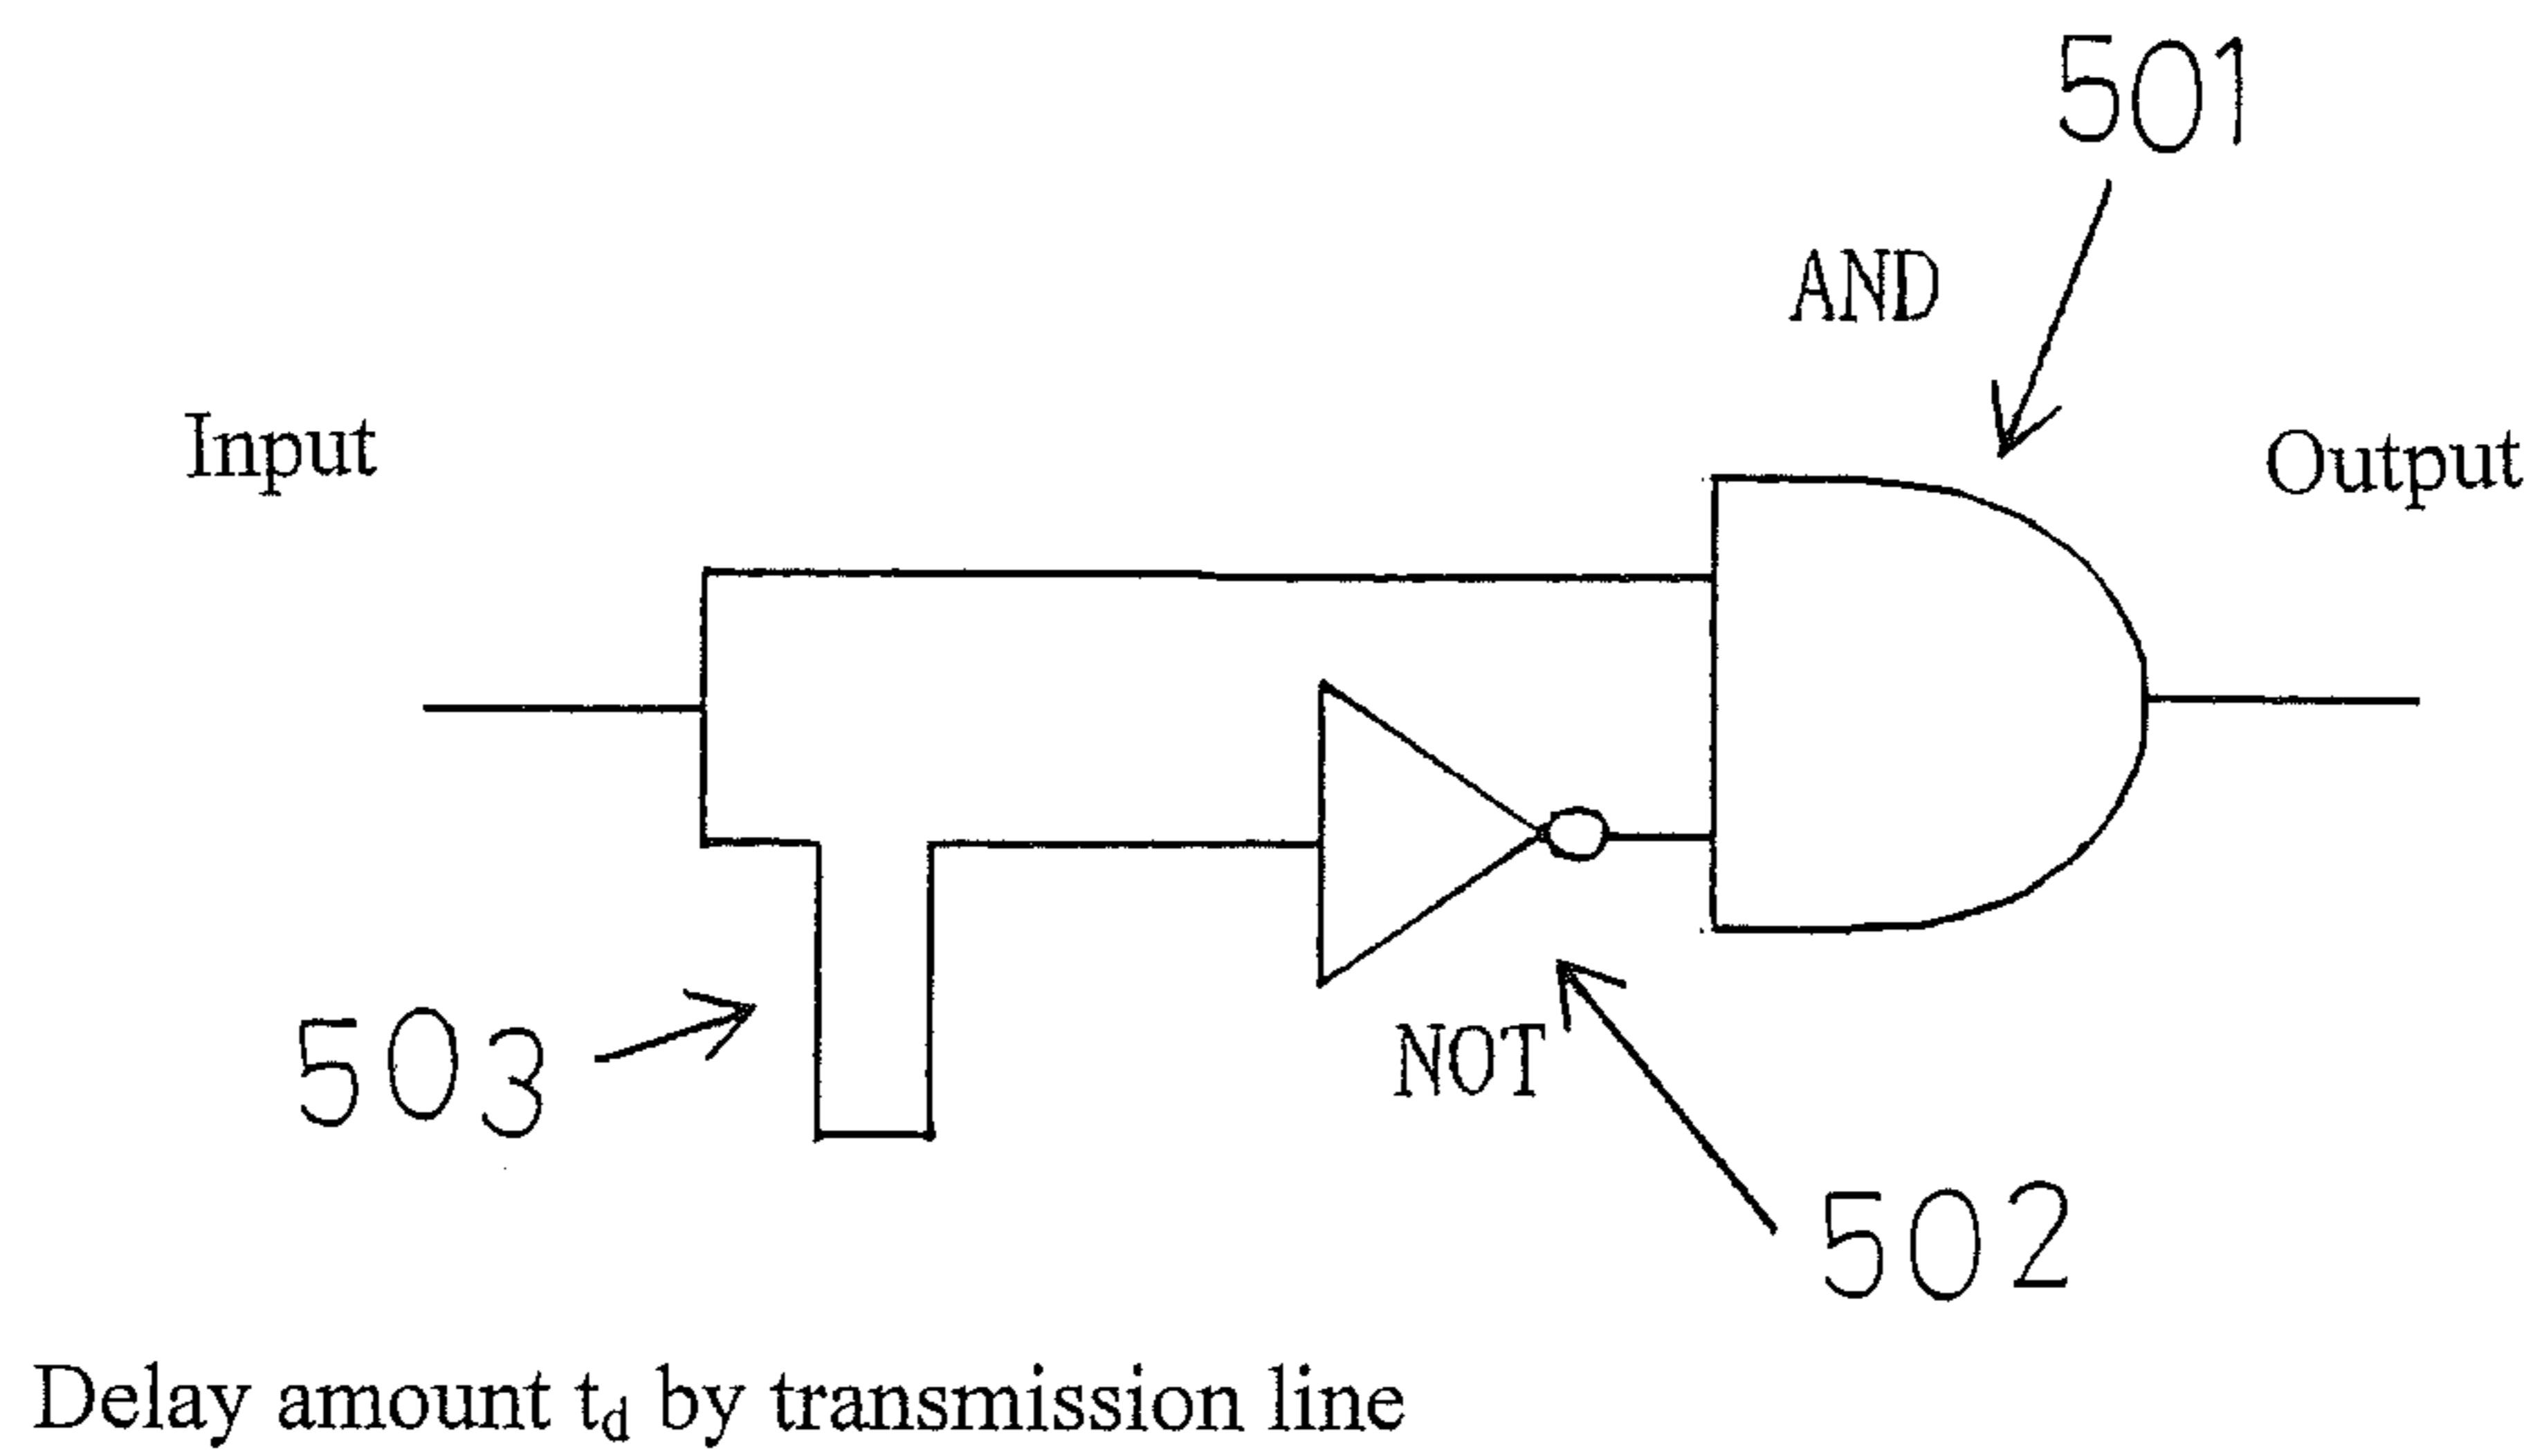 501
AND
Input
Output
503
NOT
502
Delay amount td by transmission line